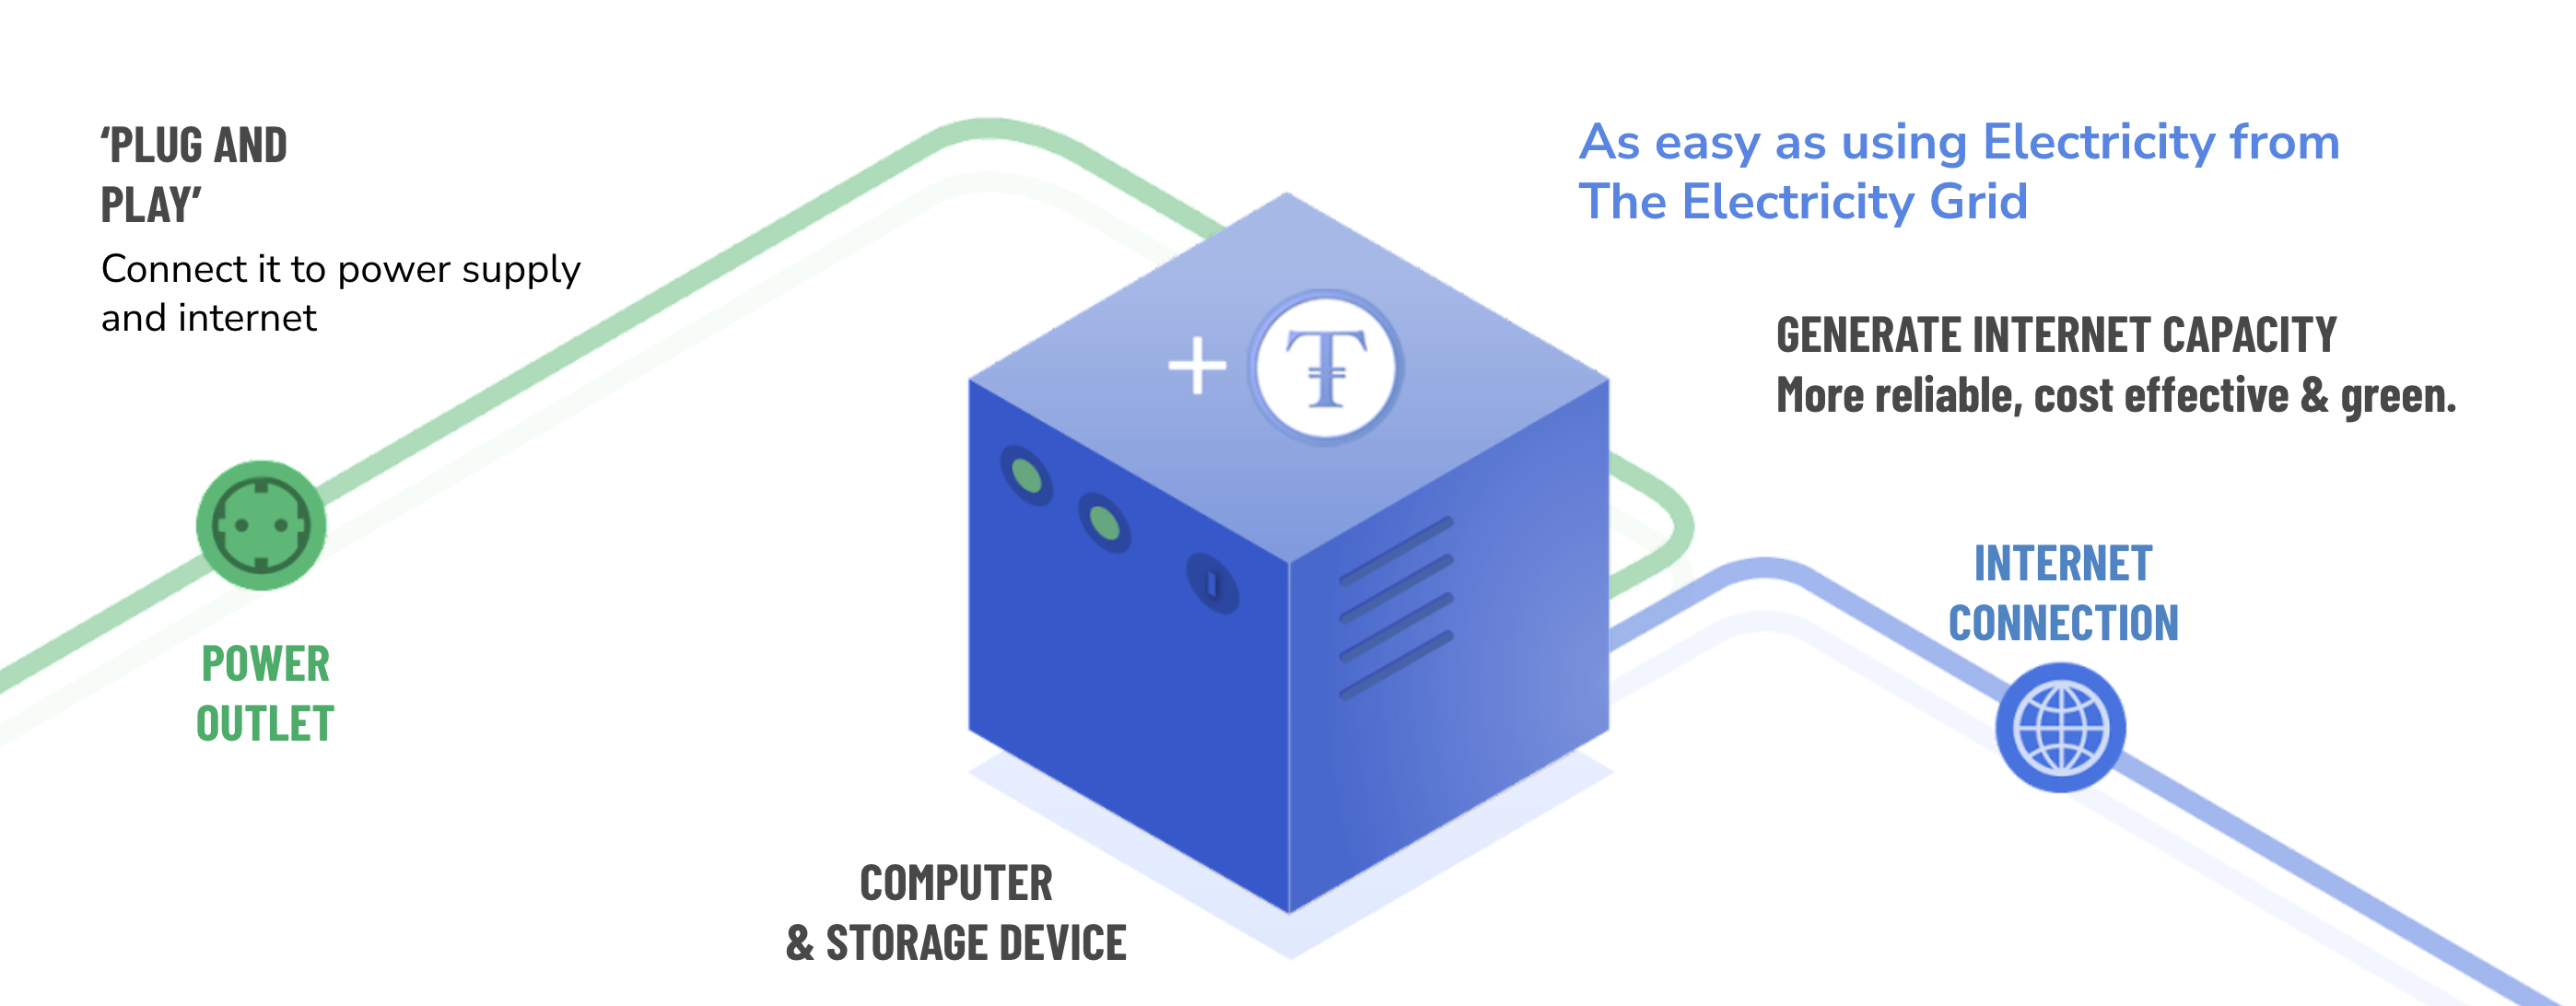 ‘PLUG AND
PLAY’
Connect it to power supply
and internet
As easy as using Electricity from
The Electricity Grid
GENERATE INTERNET CAPACITY
More reliable, cost effective & green.
INTERNET
CONNECTION
POWER
OUTLET
COMPUTER
& STORAGE DEVICE